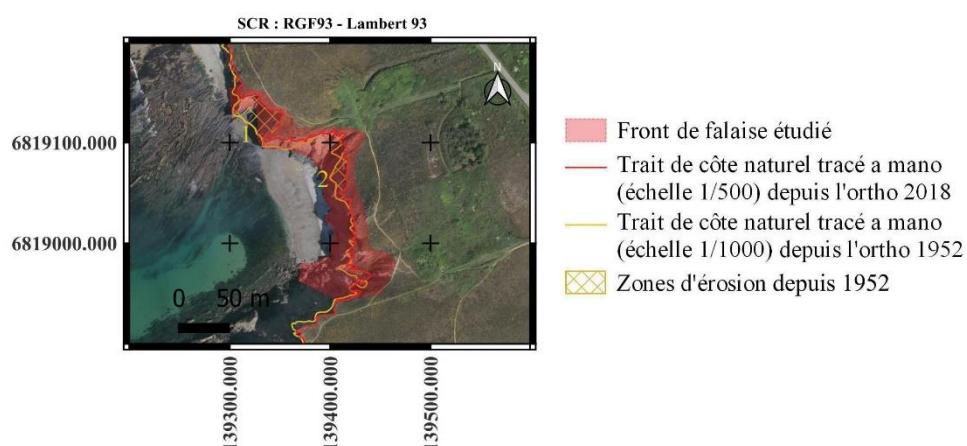 SCR : RGF93 - Lambert 93
N
1
6819100.000
2
6819000.000
0 50 m
139300.000
139400.000
139500.000
Front de falaise étudié
Trait de côte naturel tracé a mano
(échelle 1/500) depuis l'ortho 2018
Trait de côte naturel tracé a mano
(échelle 1/1000) depuis l'ortho 1952
Zones d'érosion depuis 1952